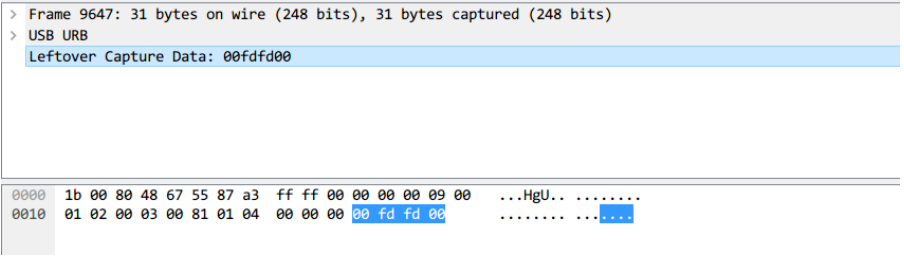 > Frame 9647: 31 bytes on wire (248 bits), 31 bytes captured (248 bits)
> USB URB
Leftover Capture Data: 00fdfd00
0000 1b 00 80 48 67 55 87 a3 ff ff 00 00 00 00 09 00 ...HgU.. ........
0010 01 02 00 03 00 81 01 04 00 00 00 00 fd fd 00 ........ .......